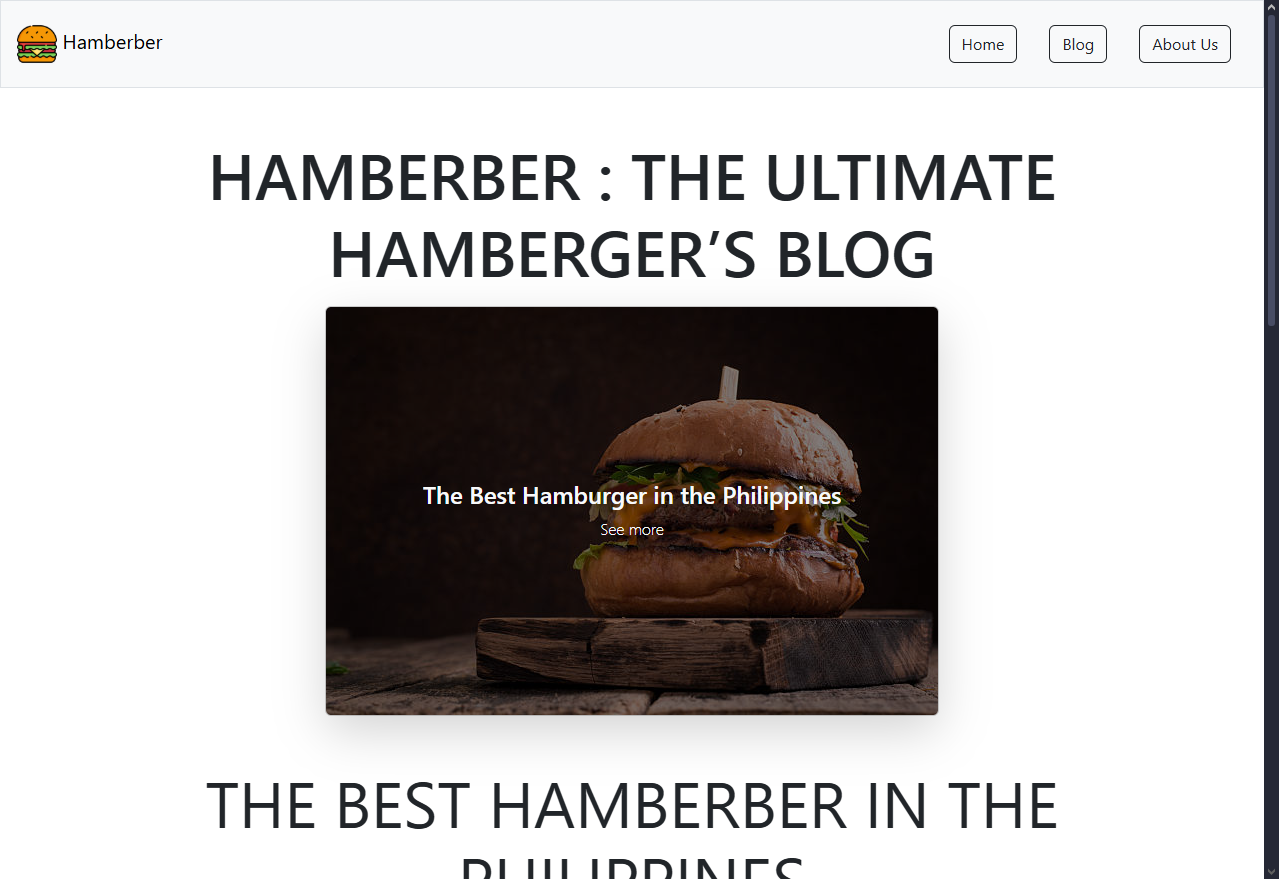 Hamberber
Home
Blog
About Us
HAMBERBER : THE ULTIMATE
HAMBERGER’S BLOG
The Best Hamburger in the Philippines
See more
THE BEST HAMBERBER IN THE
PHILIPPINES